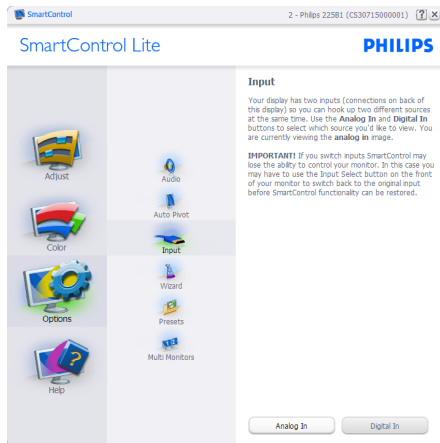 SmartControl
2 - Philips 225B1 (CS30715000001)
SmartControl Lite
PHILIPS
Adjust
Color
Options
Help
Audio
Auto Pivot
Input
Wizard
Presets
Multi Monitors
Input
Your display has two inputs (connections on back of
this display) so you can hook up two different sources
at the same time. Use the Analog In and Digital In
buttons to select which source you'd like to view. You
are currently viewing the analog in image.
IMPORTANT! If you switch inputs SmartControl may
lose the ability to control your monitor. In this case you
may have to use the Input Select button on the front
of your monitor to switch back to the original input
before SmartControl functionality can be restored.
Analog In
Digital In